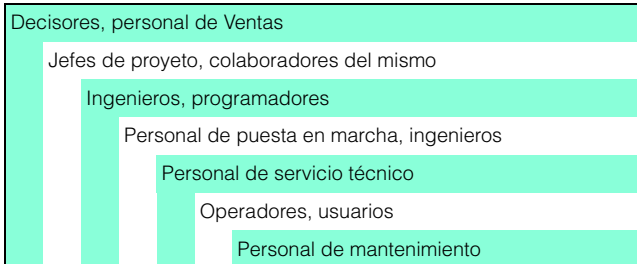 Decisores, personal de Ventas
Jefes de proyeto, colaboradores del mismo
Ingenieros, programadores
Personal de puesta en marcha, ingenieros
Personal de servicio técnico
Operadores, usuarios
Personal de mantenimiento